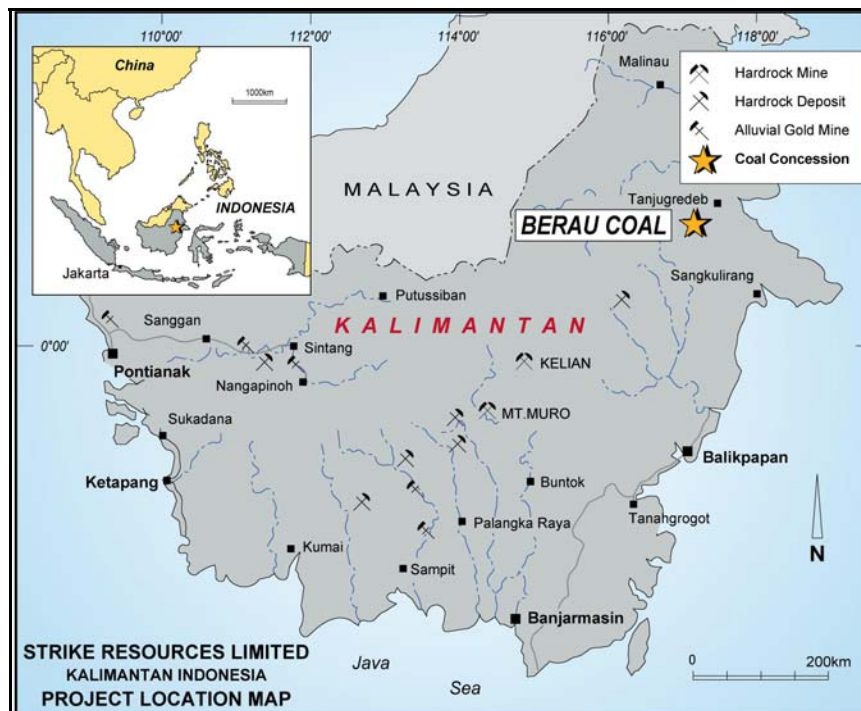 110°00'
112°00'
114°00'
116°00'
118°00'
China
1000km
INDONESIA
Jakarta
Hardrock Mine
Hardrock Deposit
Alluvial Gold Mine
Coal Concession
Malinau
MALAYSIA
Tanjugredeb
BERAU COAL
Sangkulirang
Putussiban
KALIMANTAN
Sanggan
Sintang
0°00'
Pontianak
Nangapinoh
KELIAN
MT.MURO
Sukadana
Ketapang
Balikpapan
Buntok
Tanahgrogot
Palangka Raya
Kumai
Sampit
N
Banjarmasin
STRIKE RESOURCES LIMITED
KALIMANTAN INDONESIA
PROJECT LOCATION MAP
Java
Sea
0 200km